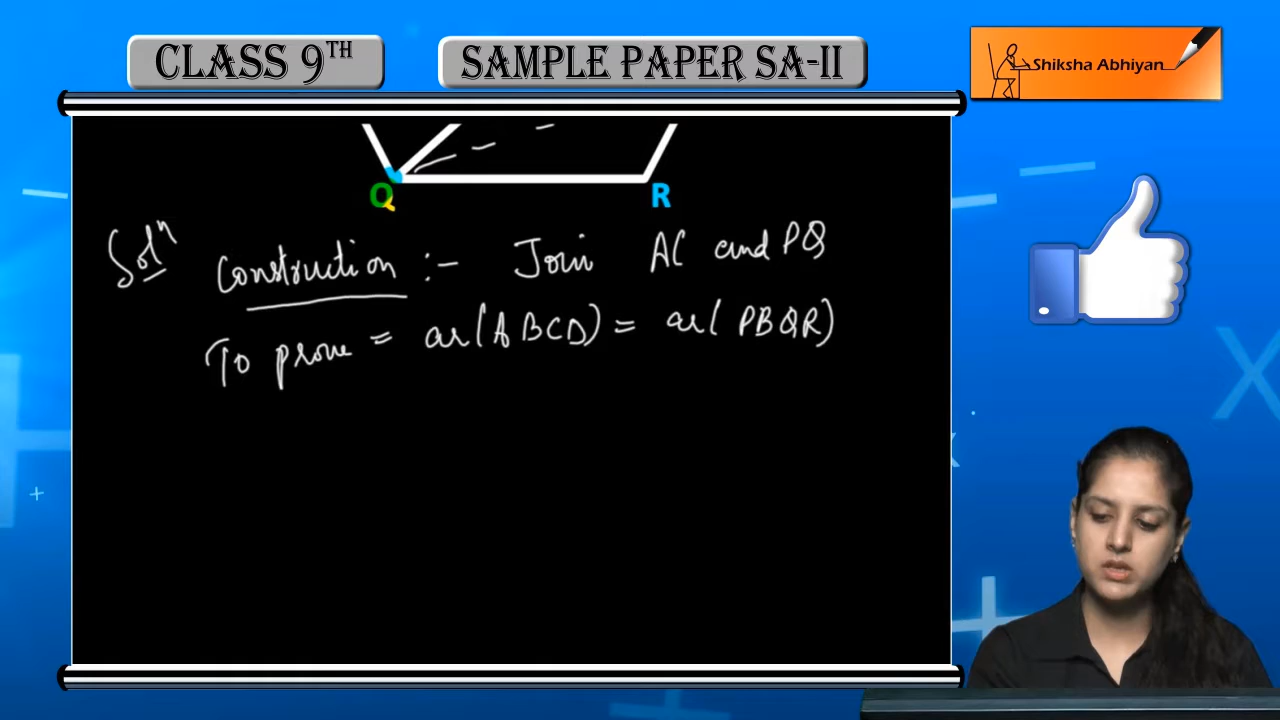 CLASS 9TH
SAMPLE PAPER SA-II
Shiksha Abhiyan
Q
R
Solⁿ
Construction :- Join AC and PQ
To prove = ar(ABCD) = ar(PBQR)